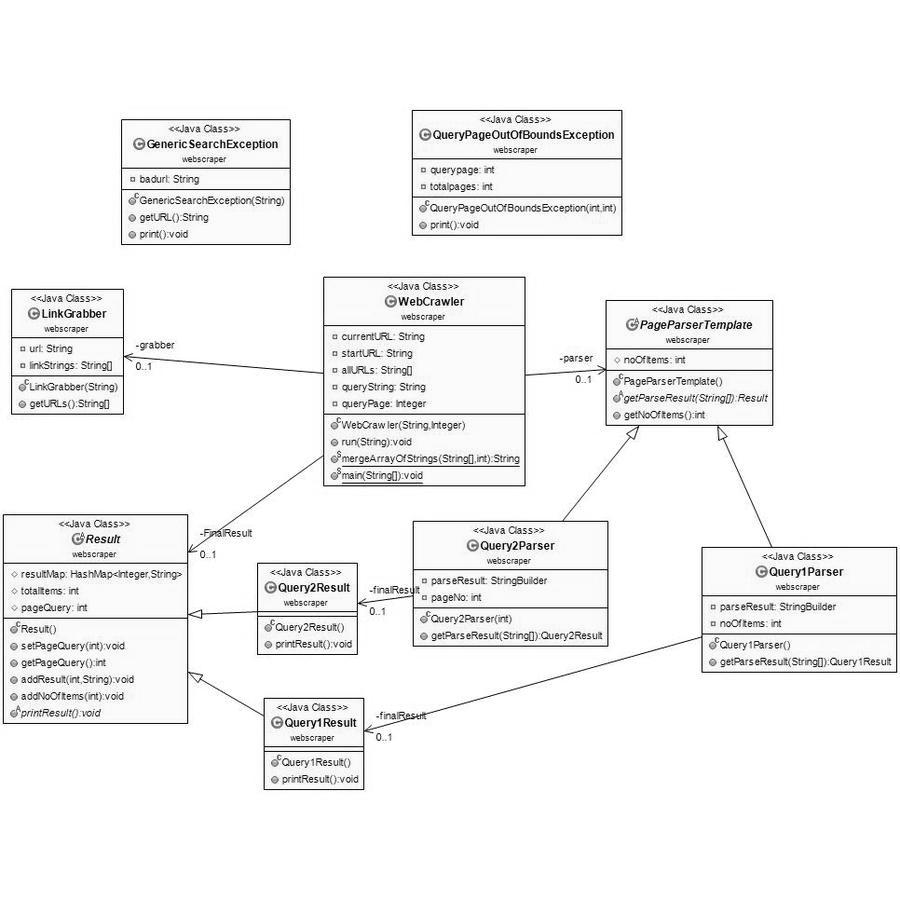 <<Java Class>>
GenericSearchException
webscraper
badurl: String
GenericSearchException(String)
getURL():String
print():void
<<Java Class>>
QueryPageOutOfBoundsException
webscraper
querypage: int
totalpages: int
QueryPageOutOfBoundsException(int,int)
print():void
<<Java Class>>
LinkGrabber
webscraper
url: String
linkStrings: String[]
LinkGrabber(String)
getURLs():String[]
-grabber
0..1
<<Java Class>>
WebCrawler
webscraper
currentURL: String
startURL: String
allURLs: String[]
queryString: String
queryPage: Integer
WebCrawler(String,Integer)
run(String):void
mergeArrayOfStrings(String[],int):String
main(String[]):void
-parser
0..1
<<Java Class>>
PageParserTemplate
webscraper
noOfItems: int
PageParserTemplate()
getParseResult(String[]):Result
getNoOfItems():int
-FinalResult
0..1
<<Java Class>>
Result
webscraper
resultMap: HashMap<Integer,String>
totalItems: int
pageQuery: int
Result()
setPageQuery(int):void
getPageQuery():int
addResult(int,String):void
addNoOfItems(int):void
printResult():void
<<Java Class>>
Query2Result
webscraper
Query2Result()
printResult():void
-finalResult
0..1
<<Java Class>>
Query2Parser
webscraper
parseResult: StringBuilder
pageNo: int
Query2Parser(int)
getParseResult(String[]):Query2Result
<<Java Class>>
Query1Parser
webscraper
parseResult: StringBuilder
noOfItems: int
Query1Parser()
getParseResult(String[]):Query1Result
<<Java Class>>
Query1Result
webscraper
Query1Result()
printResult():void
-finalResult
0..1